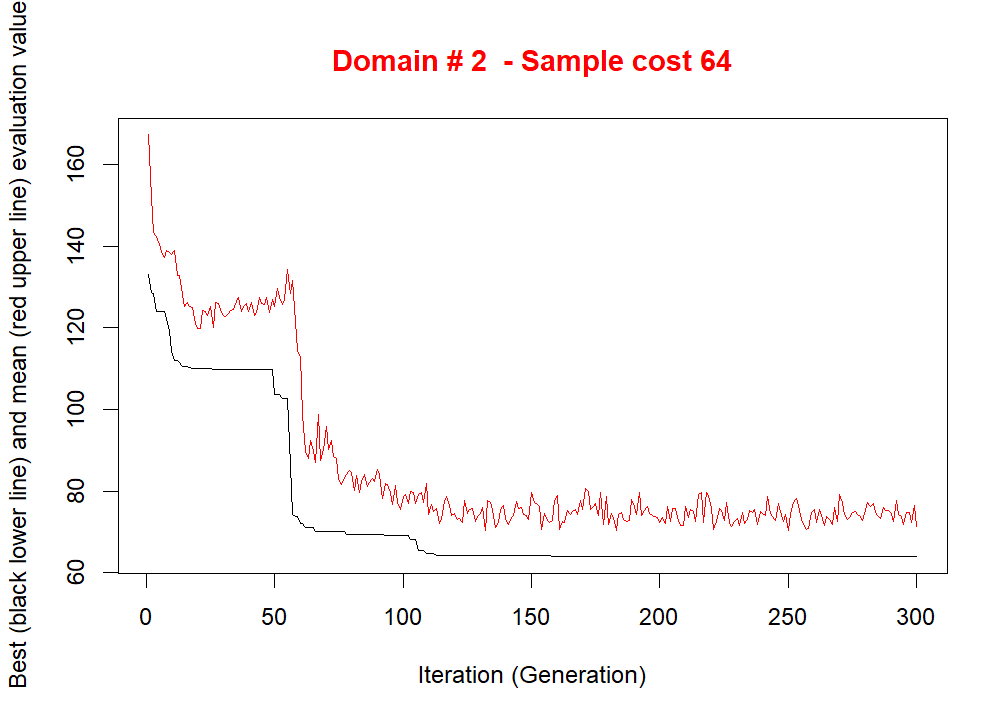 Domain # 2  - Sample cost 64
Best (black lower line) and mean (red upper line) evaluation value
160
140
120
100
80
60
0 50 100 150 200 250 300
Iteration (Generation)